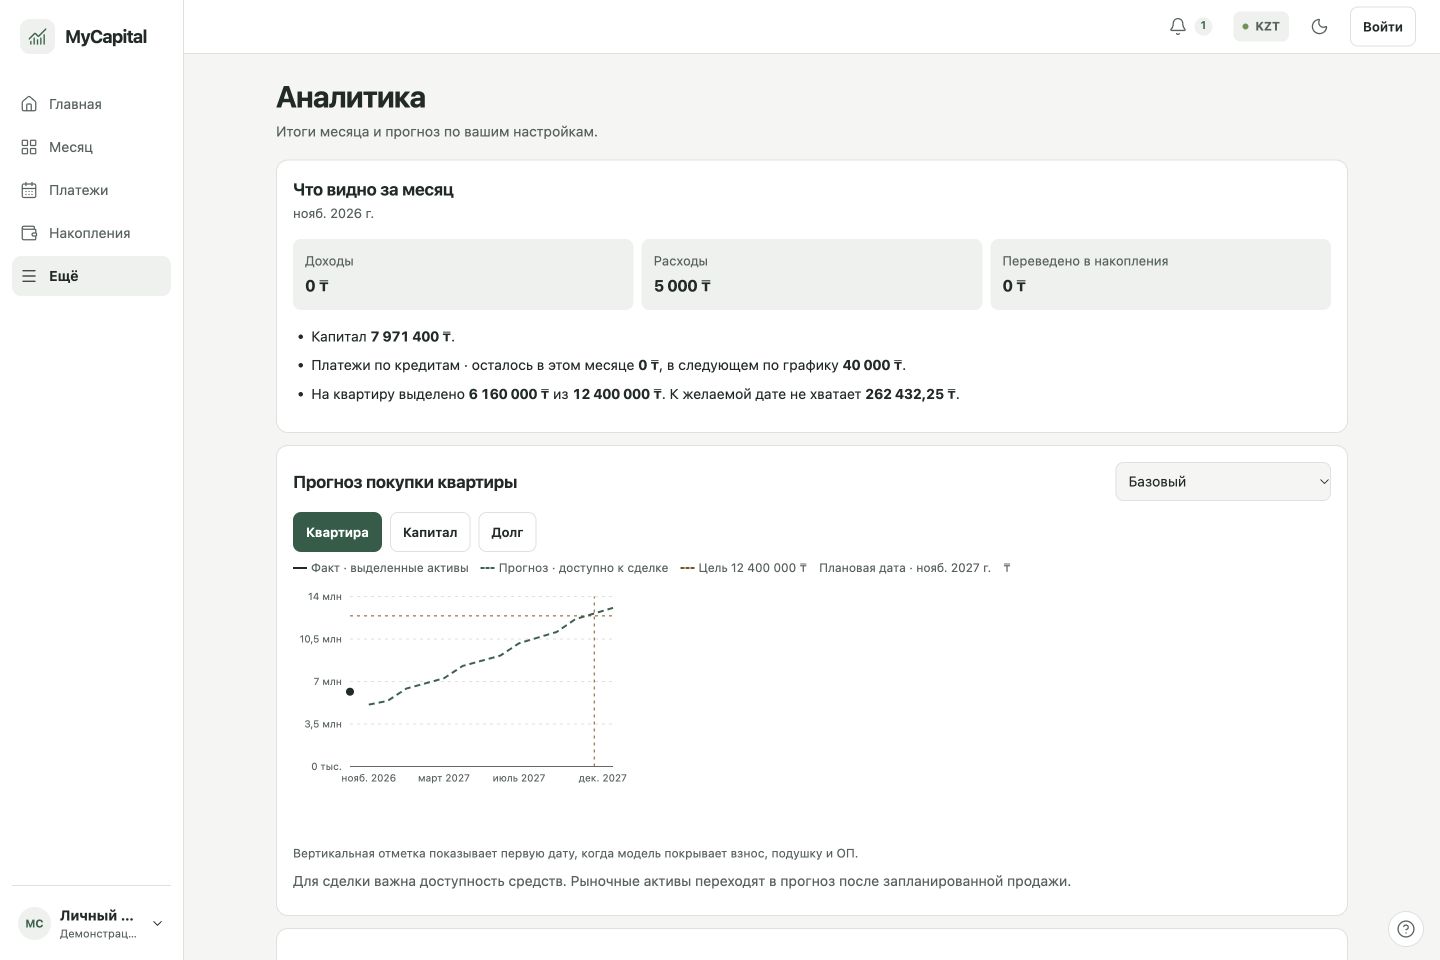 MyCapital
1
KZT
Войти
Главная
Месяц
Платежи
Накопления
Ещё
Аналитика
Итоги месяца и прогноз по вашим настройкам.
Что видно за месяц
нояб. 2026 г.
Доходы
0 ₸
Расходы
5 000 ₸
Переведено в накопления
0 ₸
• Капитал 7 971 400 ₸.
• Платежи по кредитам · осталось в этом месяце 0 ₸, в следующем по графику 40 000 ₸.
• На квартиру выделено 6 160 000 ₸ из 12 400 000 ₸. К желаемой дате не хватает 262 432,25 ₸.
Прогноз покупки квартиры
Базовый
Квартира Капитал Долг
Факт · выделенные активы Прогноз · доступно к сделке Цель 12 400 000 ₸ Плановая дата · нояб. 2027 г. ₸
14 млн
10,5 млн
7 млн
3,5 млн
0 тыс.
нояб. 2026 март 2027 июль 2027 дек. 2027
Вертикальная отметка показывает первую дату, когда модель покрывает взнос, подушку и ОП.
Для сделки важна доступность средств. Рыночные активы переходят в прогноз после запланированной продажи.
МС
Личный ...
Демонстрац...